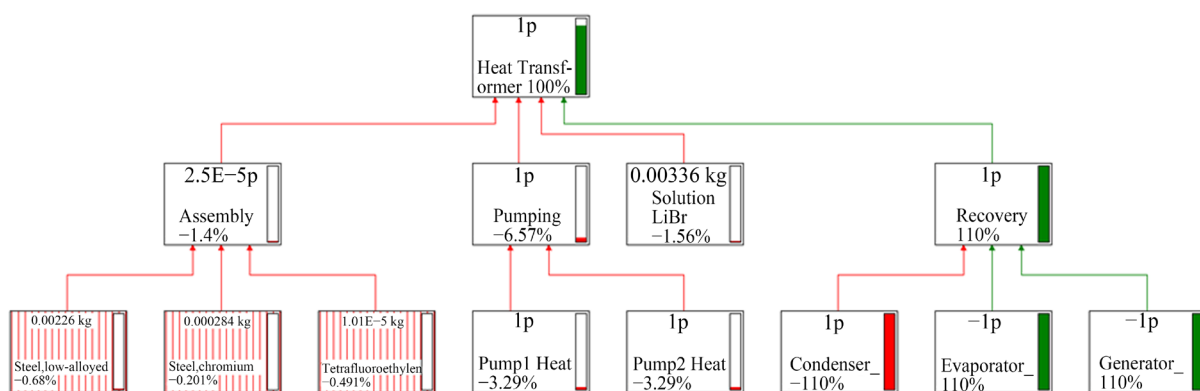 1p
Heat Transf-
ormer 100%
2.5E−5p
Assembly
−1.4%
1p
Pumping
−6.57%
0.00336 kg
Solution
LiBr
−1.56%
1p
Recovery
110%
0.00226 kg
Steel,low-alloyed
−0.68%
0.000284 kg
Steel,chromium
−0.201%
1.01E−5 kg
Tetrafluoroethylen
−0.491%
1p
Pump1 Heat
−3.29%
1p
Pump2 Heat
−3.29%
1p
Condenser_
−110%
−1p
Evaporator_
110%
−1p
Generator_
110%